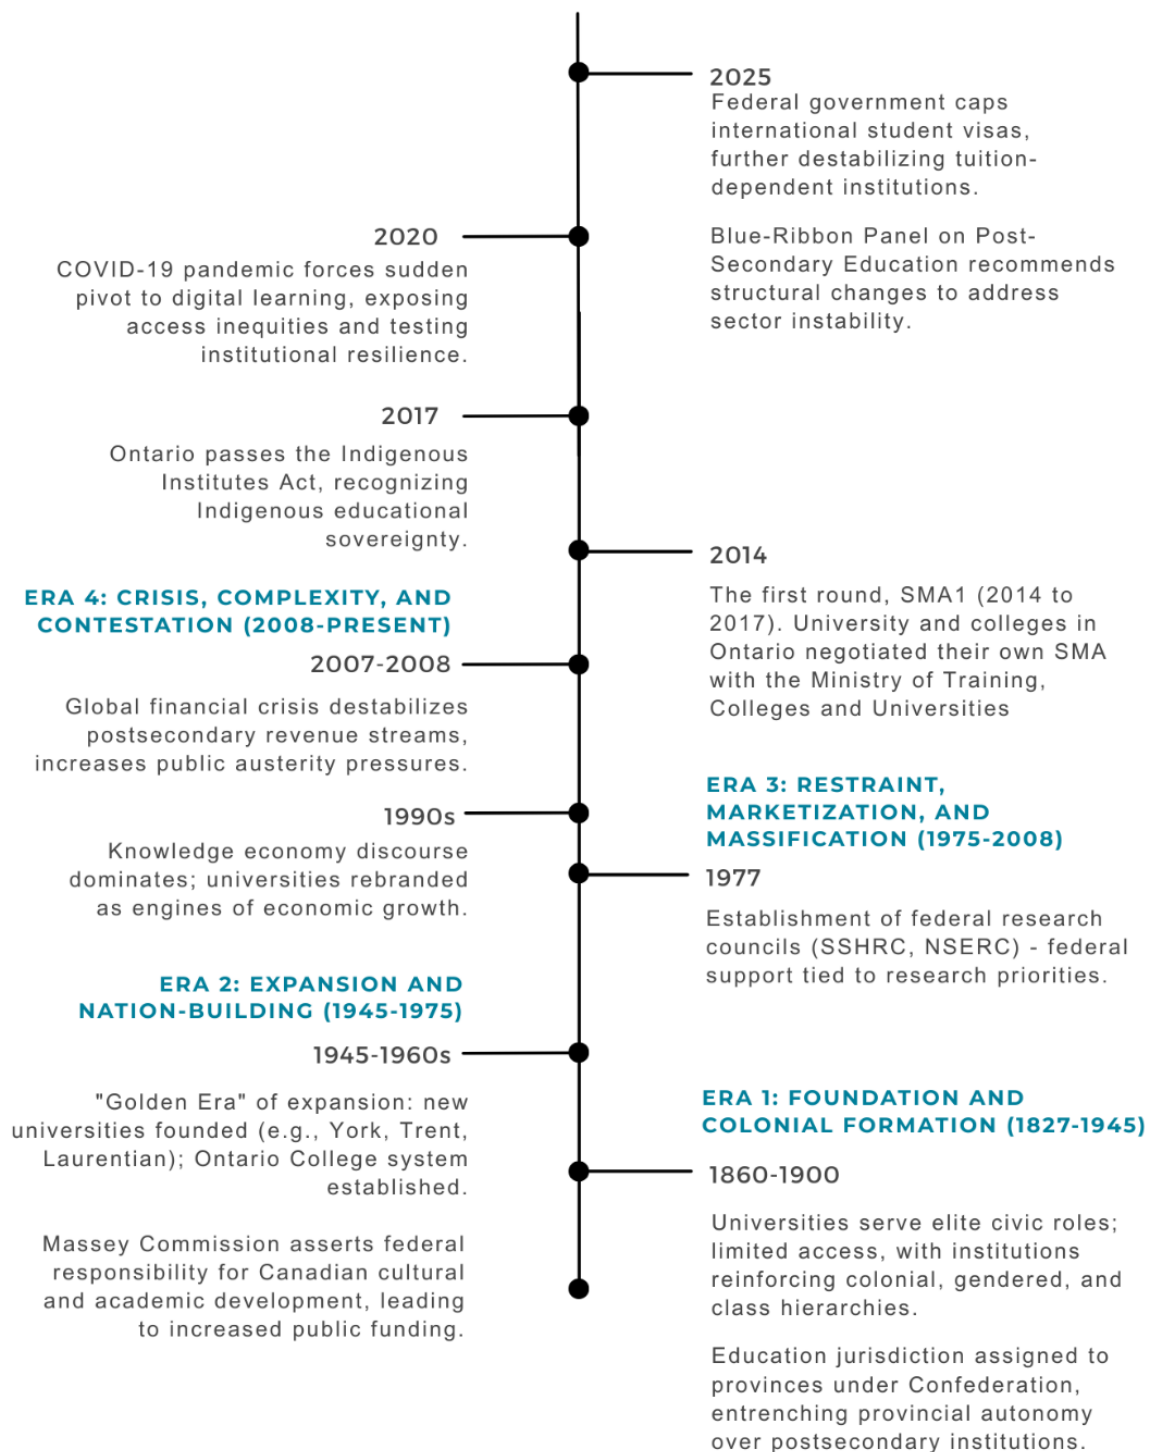 2025
Federal government caps
international student visas,
further destabilizing tuition-
dependent institutions.
Blue-Ribbon Panel on Post-
Secondary Education recommends
structural changes to address
sector instability.
2020
COVID-19 pandemic forces sudden
pivot to digital learning, exposing
access inequities and testing
institutional resilience.
2017
Ontario passes the Indigenous
Institutes Act, recognizing
Indigenous educational
sovereignty.
2014
The first round, SMA1 (2014 to
2017). University and colleges in
Ontario negotiated their own SMA
with the Ministry of Training,
Colleges and Universities
ERA 4: CRISIS, COMPLEXITY, AND
CONTESTATION (2008-PRESENT)
2007-2008
Global financial crisis destabilizes
postsecondary revenue streams,
increases public austerity pressures.
ERA 3: RESTRAINT,
MARKETIZATION, AND
MASSIFICATION (1975-2008)
1990s
Knowledge economy discourse
dominates; universities rebranded
as engines of economic growth.
1977
Establishment of federal research
councils (SSHRC, NSERC) - federal
support tied to research priorities.
ERA 2: EXPANSION AND
NATION-BUILDING (1945-1975)
1945-1960s
"Golden Era" of expansion: new
universities founded (e.g., York, Trent,
Laurentian); Ontario College system
established.
Massey Commission asserts federal
responsibility for Canadian cultural
and academic development, leading
to increased public funding.
ERA 1: FOUNDATION AND
COLONIAL FORMATION (1827-1945)
1860-1900
Universities serve elite civic roles;
limited access, with institutions
reinforcing colonial, gendered, and
class hierarchies.
Education jurisdiction assigned to
provinces under Confederation,
entrenching provincial autonomy
over postsecondary institutions.